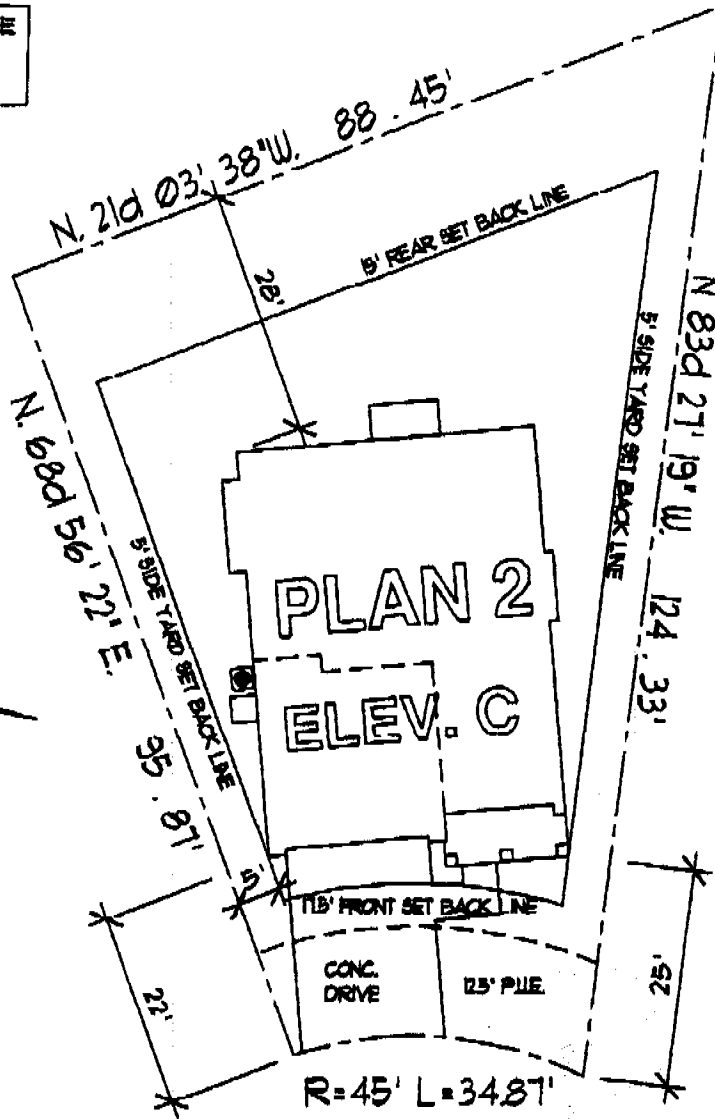 N. 21d 03' 38"W. 88.45'
15' REAR SET BACK LINE
28'
N 83d 27' 19" W. 124.33'
5' SIDE YARD SET BACK LINE
N. 68d 56' 22" E. 95.87'
5' SIDE YARD SET BACK LINE
PLAN 2
ELEV. C
5'
17.5' FRONT SET BACK LINE
CONC.
DRIVE
12.5' P.U.E.
22'
25'
R=45' L=34.87'